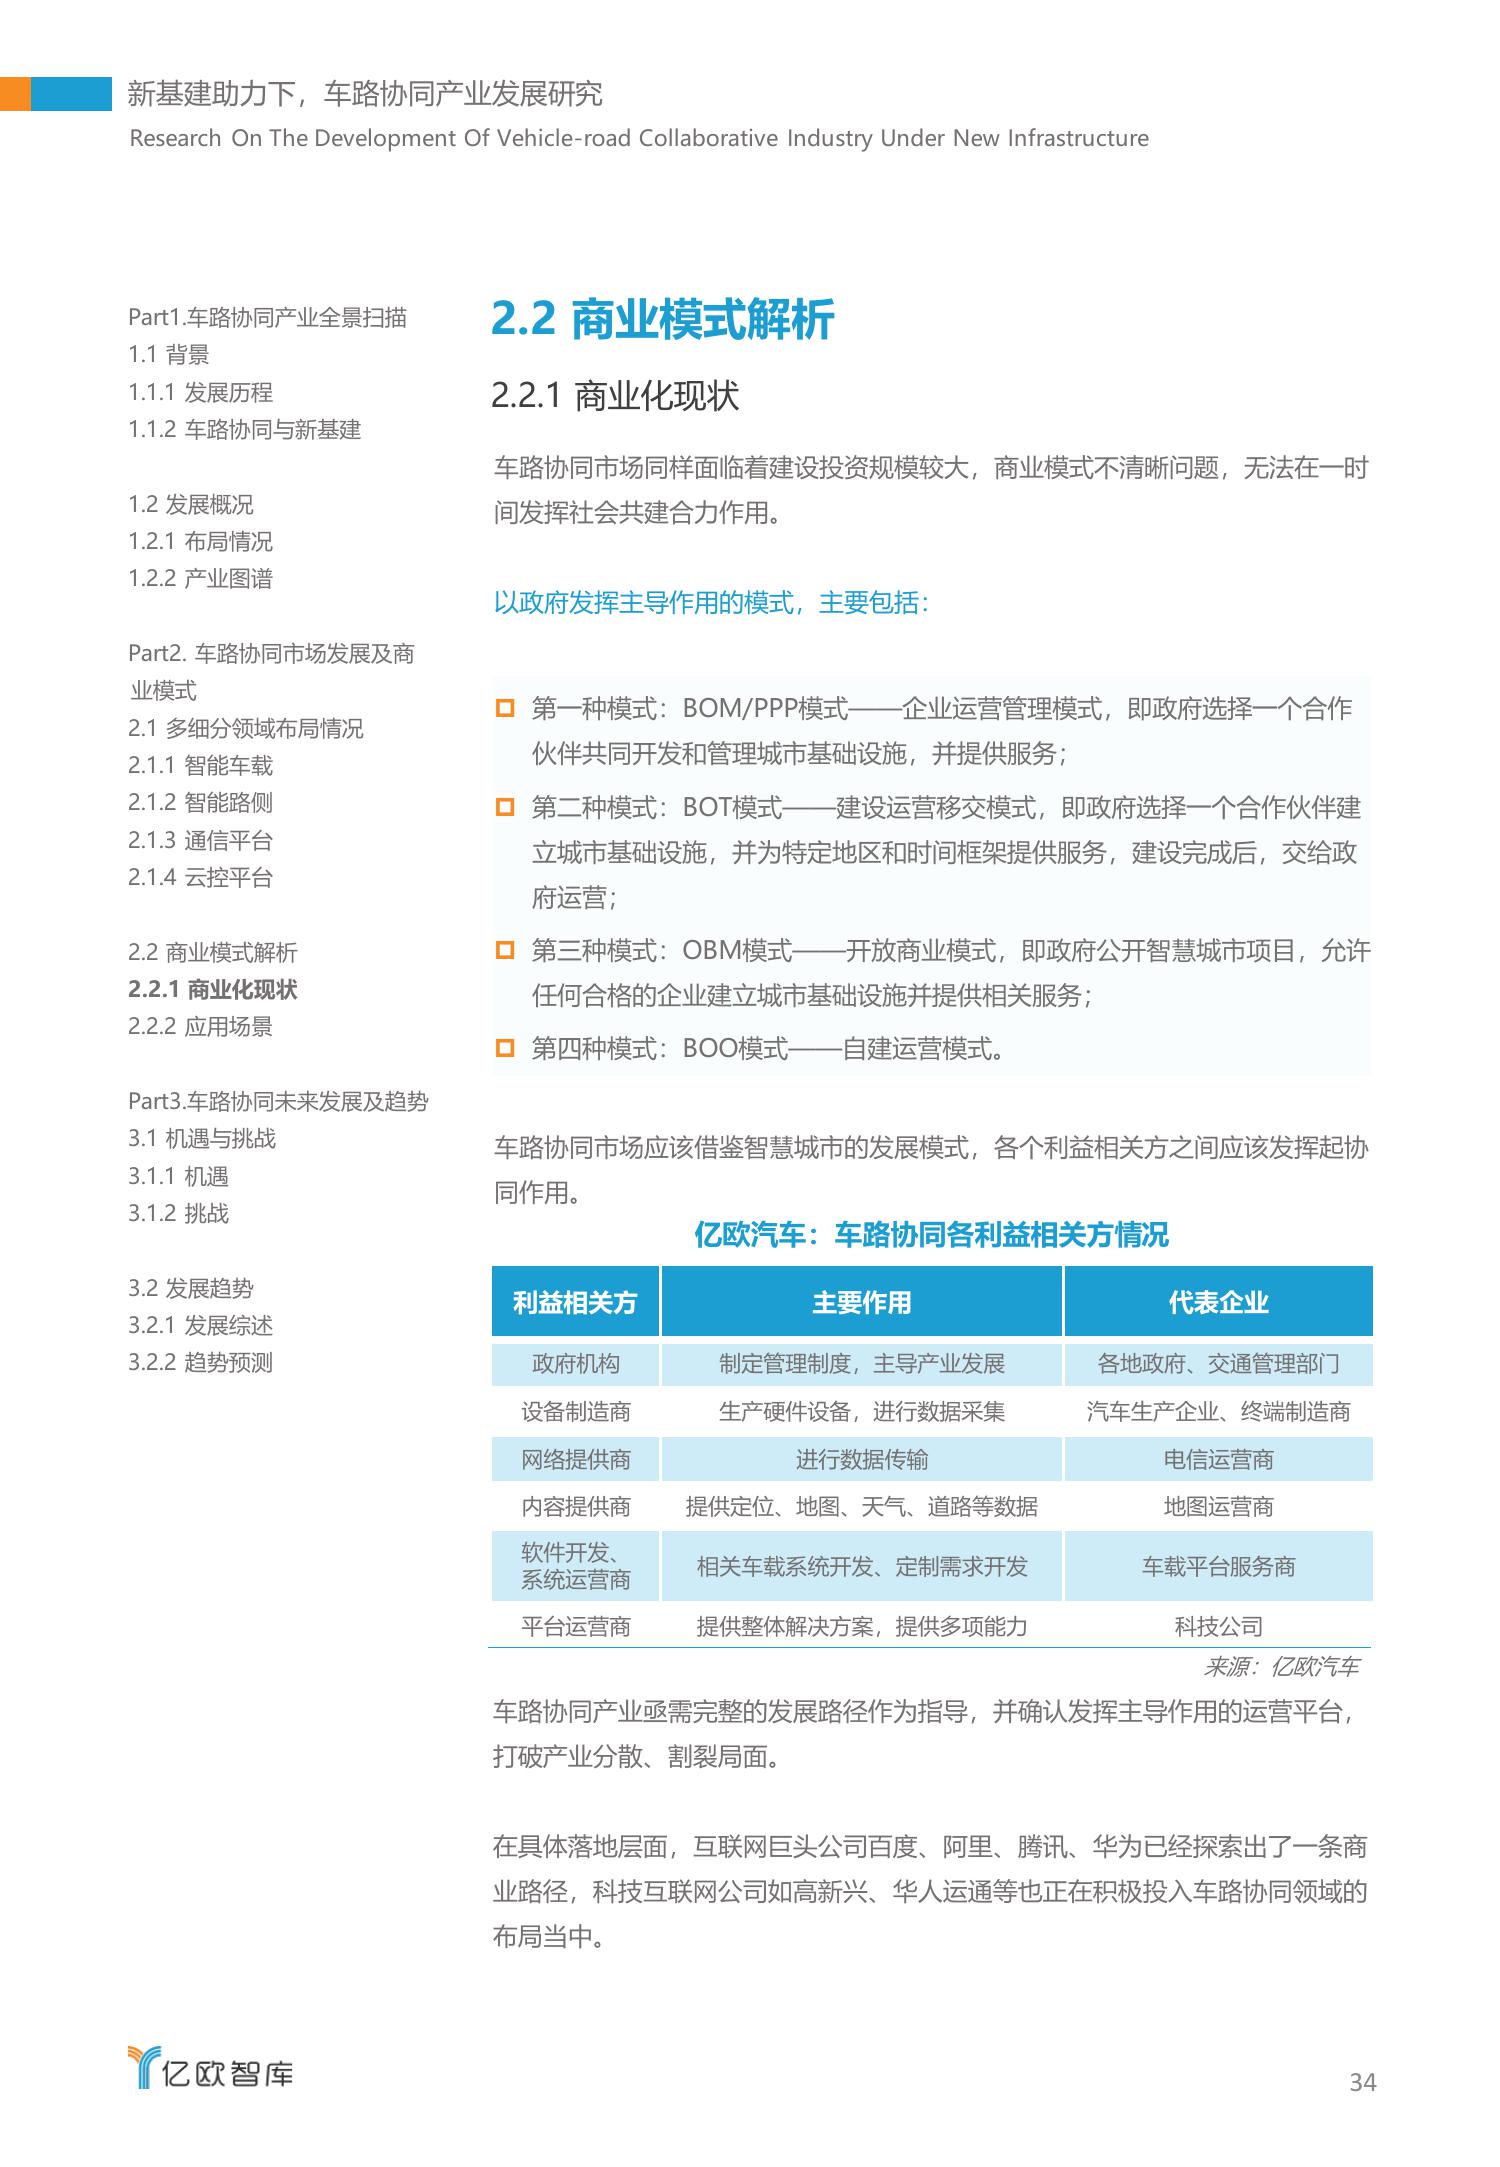 新基建助力下，车路协同产业发展研究
Research On The Development Of Vehicle-road Collaborative Industry Under New Infrastructure
Part1.车路协同产业全景扫描
1.1 背景
1.1.1 发展历程
1.1.2 车路协同与新基建
1.2 发展概况
1.2.1 布局情况
1.2.2 产业图谱
Part2. 车路协同市场发展及商
业模式
2.1 多细分领域布局情况
2.1.1 智能车载
2.1.2 智能路侧
2.1.3 通信平台
2.1.4 云控平台
2.2 商业模式解析
2.2.1 商业化现状
2.2.2 应用场景
Part3.车路协同未来发展及趋势
3.1 机遇与挑战
3.1.1 机遇
3.1.2 挑战
3.2 发展趋势
3.2.1 发展综述
3.2.2 趋势预测
2.2 商业模式解析
2.2.1 商业化现状
车路协同市场同样面临着建设投资规模较大，商业模式不清晰问题，无法在一时
间发挥社会共建合力作用。
以政府发挥主导作用的模式，主要包括：
第一种模式：BOM/PPP模式——企业运营管理模式，即政府选择一个合作
伙伴共同开发和管理城市基础设施，并提供服务；
第二种模式：BOT模式——建设运营移交模式，即政府选择一个合作伙伴建
立城市基础设施，并为特定地区和时间框架提供服务，建设完成后，交给政
府运营；
第三种模式：OBM模式——开放商业模式，即政府公开智慧城市项目，允许
任何合格的企业建立城市基础设施并提供相关服务；
第四种模式：BOO模式——自建运营模式。
车路协同市场应该借鉴智慧城市的发展模式，各个利益相关方之间应该发挥起协
同作用。
亿欧汽车：车路协同各利益相关方情况
利益相关方 主要作用 代表企业
政府机构 制定管理制度，主导产业发展 各地政府、交通管理部门
设备制造商 生产硬件设备，进行数据采集 汽车生产企业、终端制造商
网络提供商 进行数据传输 电信运营商
内容提供商 提供定位、地图、天气、道路等数据 地图运营商
软件开发、
系统运营商 相关车载系统开发、定制需求开发 车载平台服务商
平台运营商 提供整体解决方案，提供多项能力 科技公司
来源：亿欧汽车
车路协同产业亟需完整的发展路径作为指导，并确认发挥主导作用的运营平台，
打破产业分散、割裂局面。
在具体落地层面，互联网巨头公司百度、阿里、腾讯、华为已经探索出了一条商
业路径，科技互联网公司如高新兴、华人运通等也正在积极投入车路协同领域的
布局当中。
亿欧智库
34